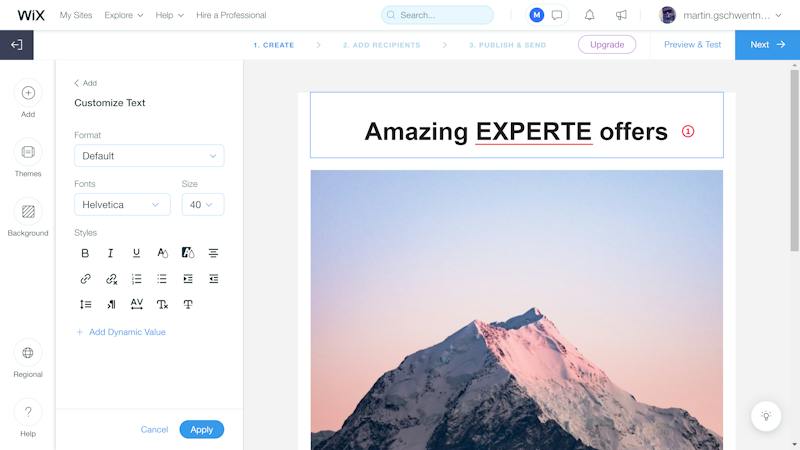 WiX My Sites Explore Help Hire a Professional Search... M martin.gschwentn...
1. CREATE 2. ADD RECIPIENTS 3. PUBLISH & SEND Upgrade Preview & Test Next
Add
Themes
Background
Regional
?
Help
Add
Customize Text
Format
Default
Fonts Size
Helvetica 40
Styles
B I U A A
AV T T
+ Add Dynamic Value
Cancel Apply
Amazing EXPERTE offers 1